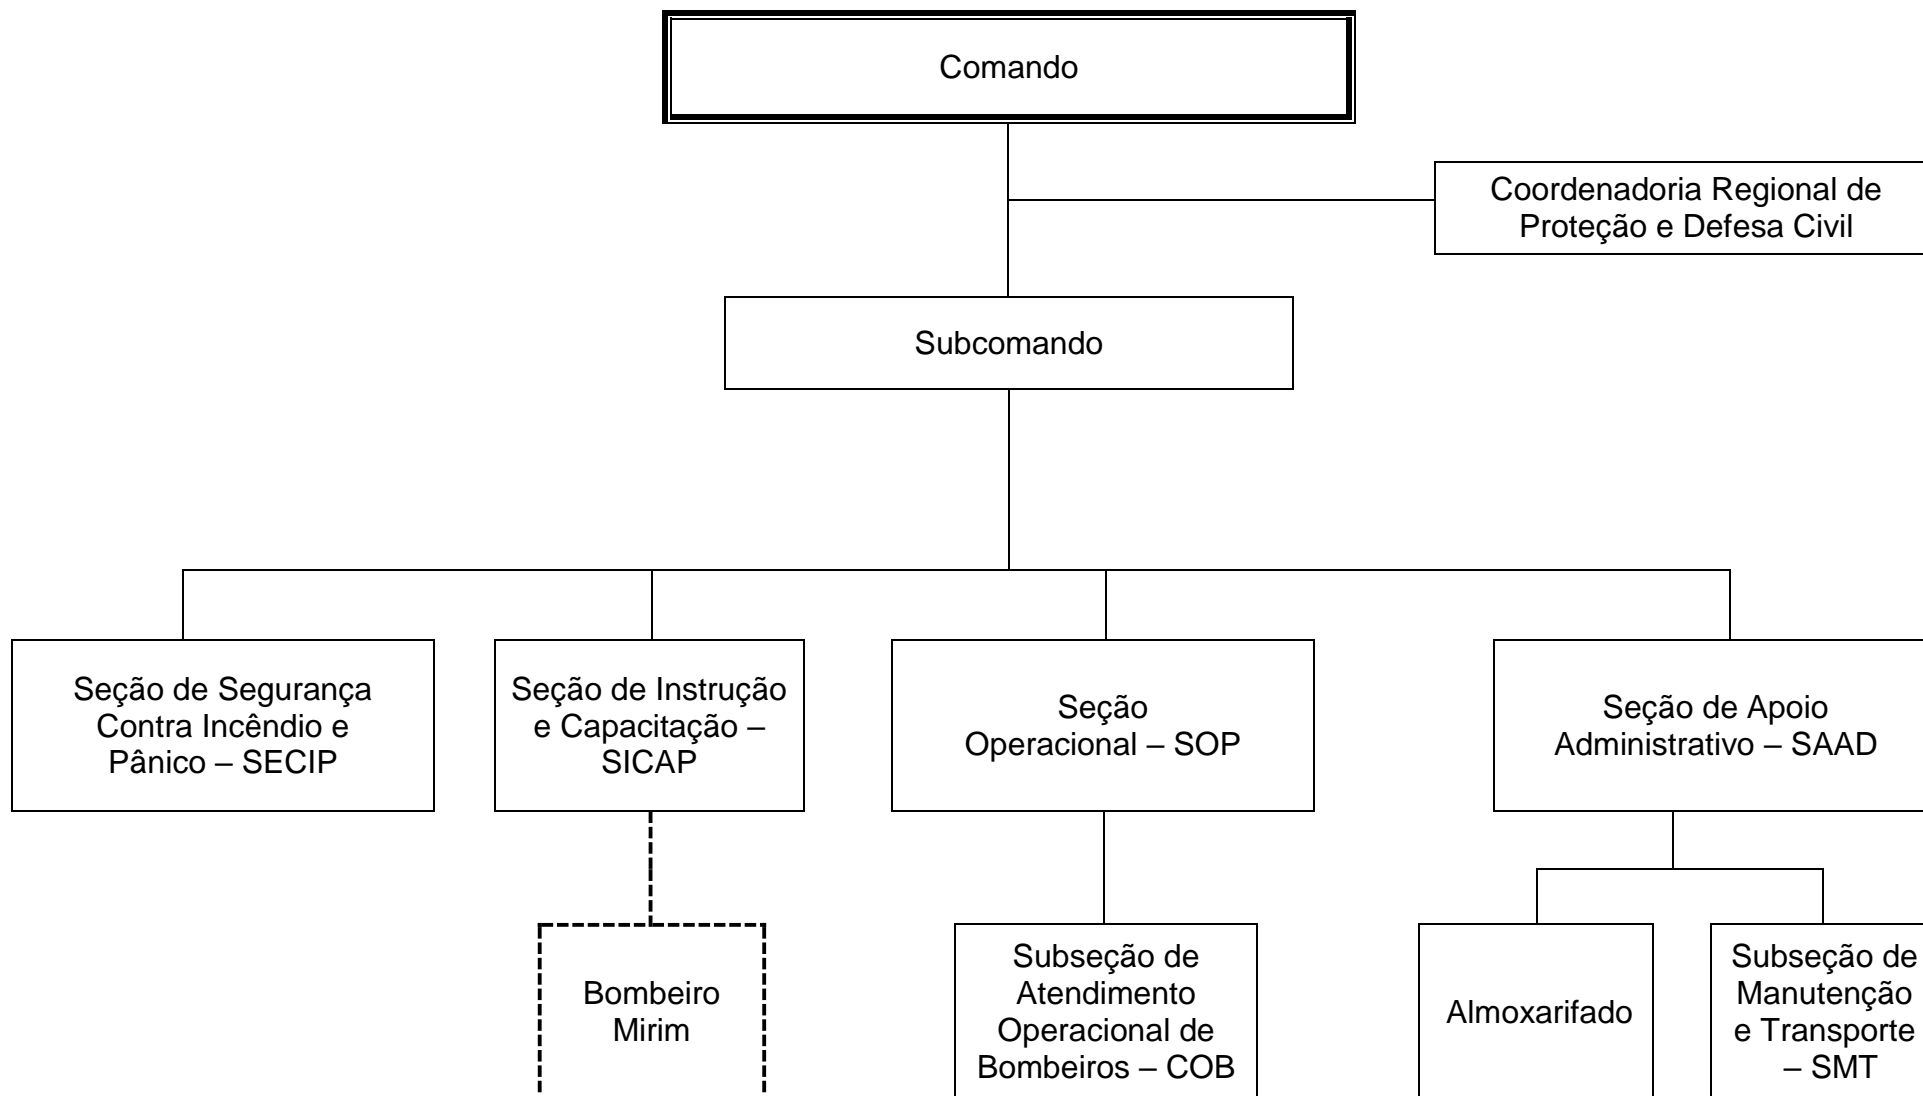 Comando
Coordenadoria Regional de
Proteção e Defesa Civil
Subcomando
Seção de Segurança
Contra Incêndio e
Pânico – SECIP
Seção de Instrução
e Capacitação –
SICAP
Seção
Operacional – SOP
Seção de Apoio
Administrativo – SAAD
Bombeiro
Mirim
Subseção de
Atendimento
Operacional de
Bombeiros – COB
Almoxarifado
Subseção de
Manutenção
e Transporte
– SMT